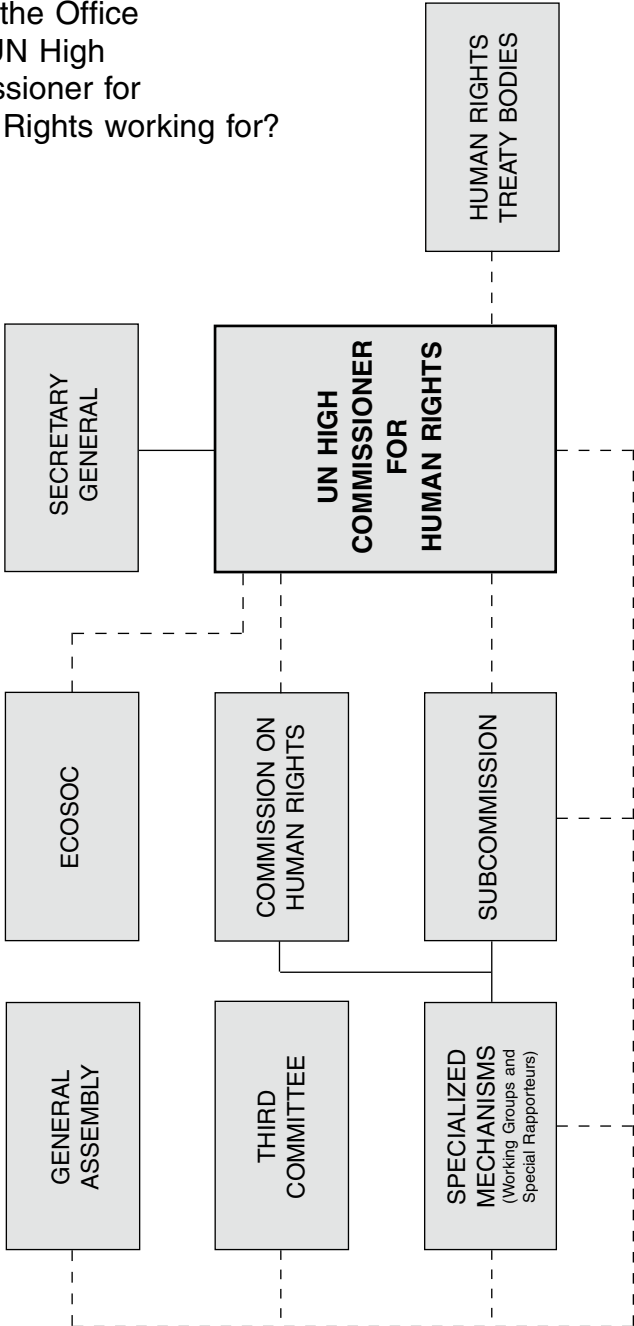 the Office
UN High
ssioner for
Rights working for?
HUMAN RIGHTS
TREATY BODIES
SECRETARY
GENERAL
UN HIGH
COMMISSIONER
FOR
HUMAN RIGHTS
ECOSOC
COMMISSION ON
HUMAN RIGHTS
SUBCOMMISSION
GENERAL
ASSEMBLY
THIRD
COMMITTEE
SPECIALIZED
MECHANISMS
(Working Groups and
Special Rapporteurs)